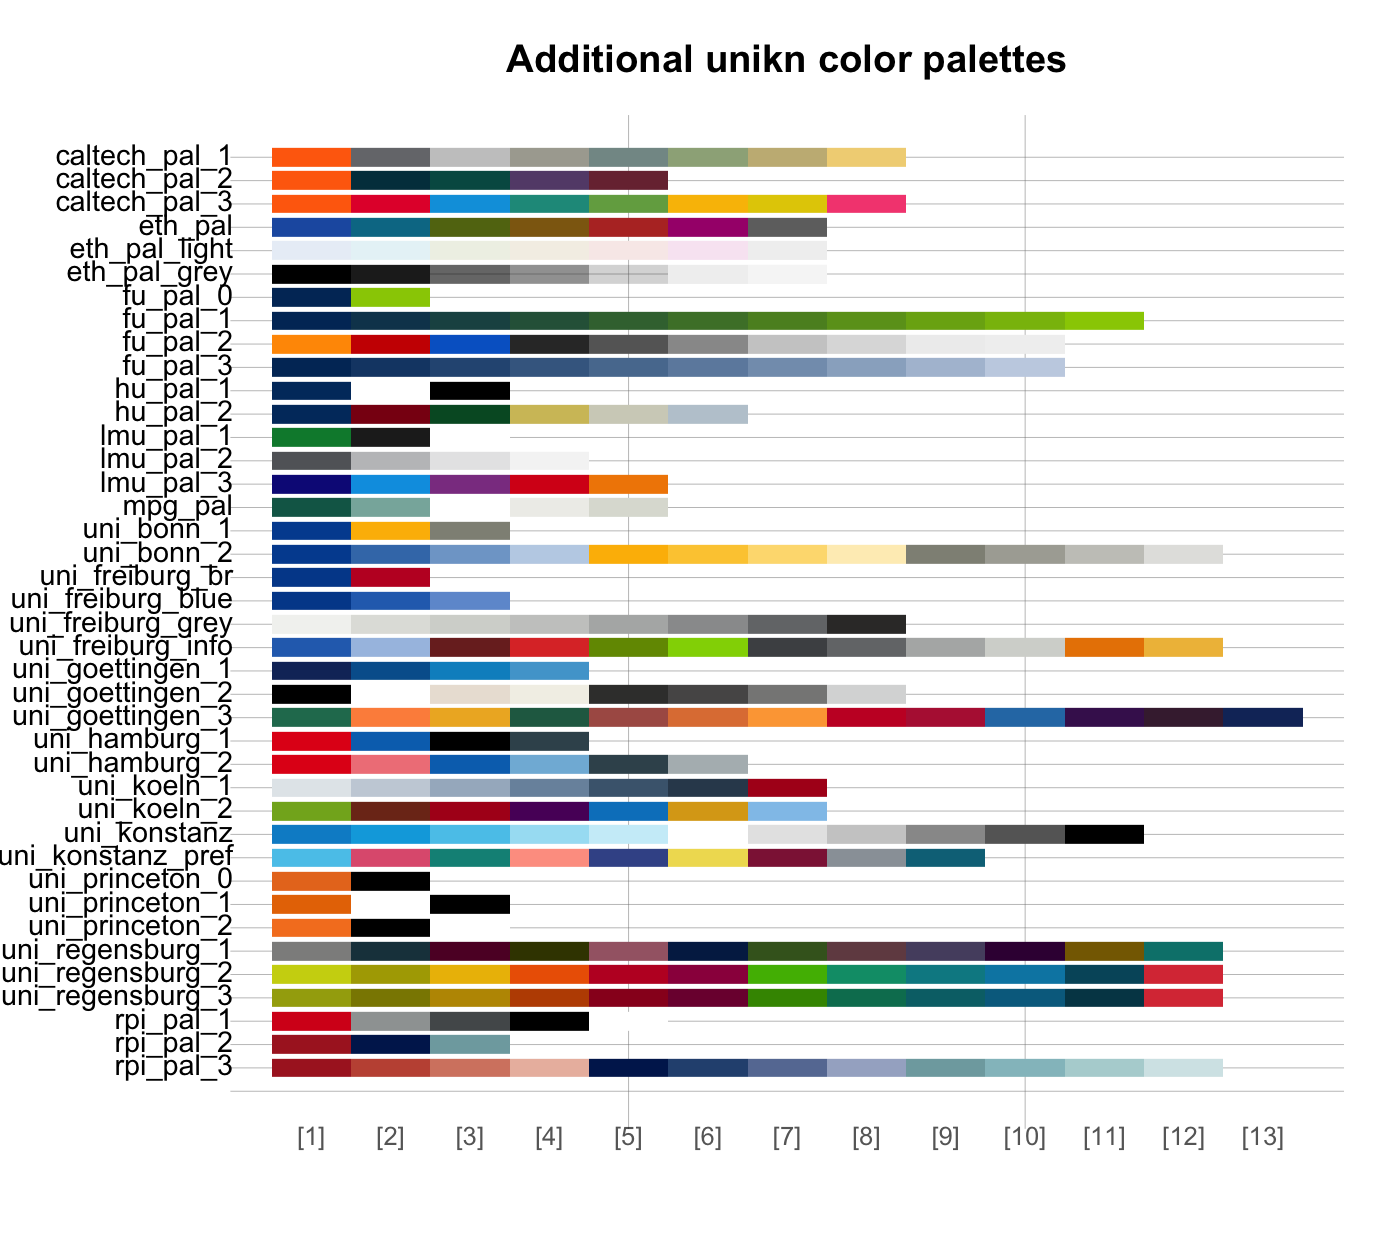 Additional unikn color palettes
caltech_pal_1
caltech_pal_2
caltech_pal_3
eth_pal
eth_pal_light
eth_pal_grey
fu_pal_0
fu_pal_1
fu_pal_2
fu_pal_3
hu_pal_1
hu_pal_2
lmu_pal_1
lmu_pal_2
lmu_pal_3
mpg_pal
uni_bonn_1
uni_bonn_2
uni_freiburg_br
uni_freiburg_blue
uni_freiburg_grey
uni_freiburg_info
uni_goettingen_1
uni_goettingen_2
uni_goettingen_3
uni_hamburg_1
uni_hamburg_2
uni_koeln_1
uni_koeln_2
uni_konstanz
uni_konstanz_pref
uni_princeton_0
uni_princeton_1
uni_princeton_2
uni_regensburg_1
uni_regensburg_2
uni_regensburg_3
rpi_pal_1
rpi_pal_2
rpi_pal_3
[1] [2] [3] [4] [5] [6] [7] [8] [9] [10] [11] [12] [13]